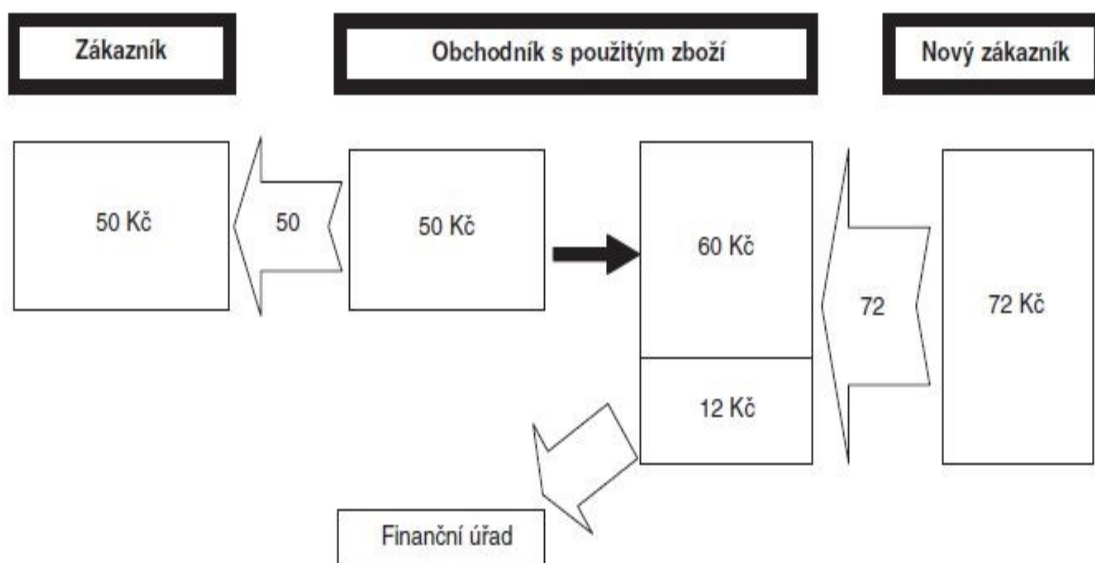 Zákazník
Obchodník s použitým zboží
Nový zákazník
50 Kč
50
50 Kč
60 Kč
72
72 Kč
12 Kč
Finanční úřad